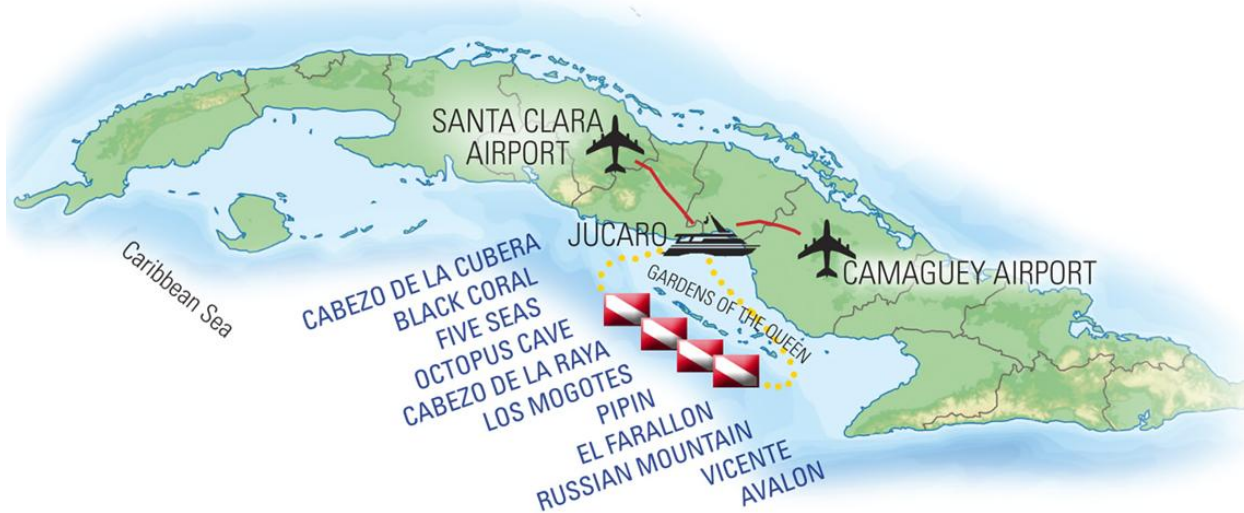 SANTA CLARA
AIRPORT
JUCARO
CAMAGUEY AIRPORT
GARDENS OF THE QUEEN
Caribbean Sea
CABEZO DE LA CUBERA
BLACK CORAL
FIVE SEAS
OCTOPUS CAVE
CABEZO DE LA RAYA
LOS MOGOTES
PIPIN
EL FARALLON
RUSSIAN MOUNTAIN
VICENTE
AVALON